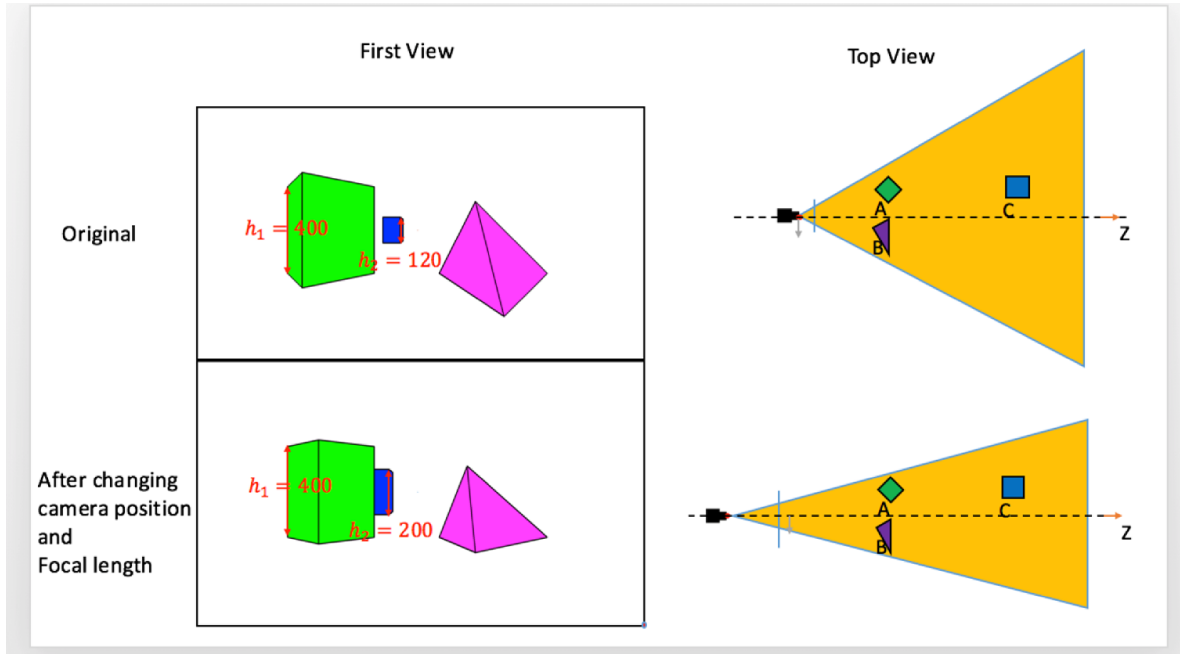 First View
Top View
Original
h₁ = 400
h₂ = 120
A
B
C
Z
After changing
camera position
and
Focal length
h₁ = 400
h₂ = 200
A
B
C
Z